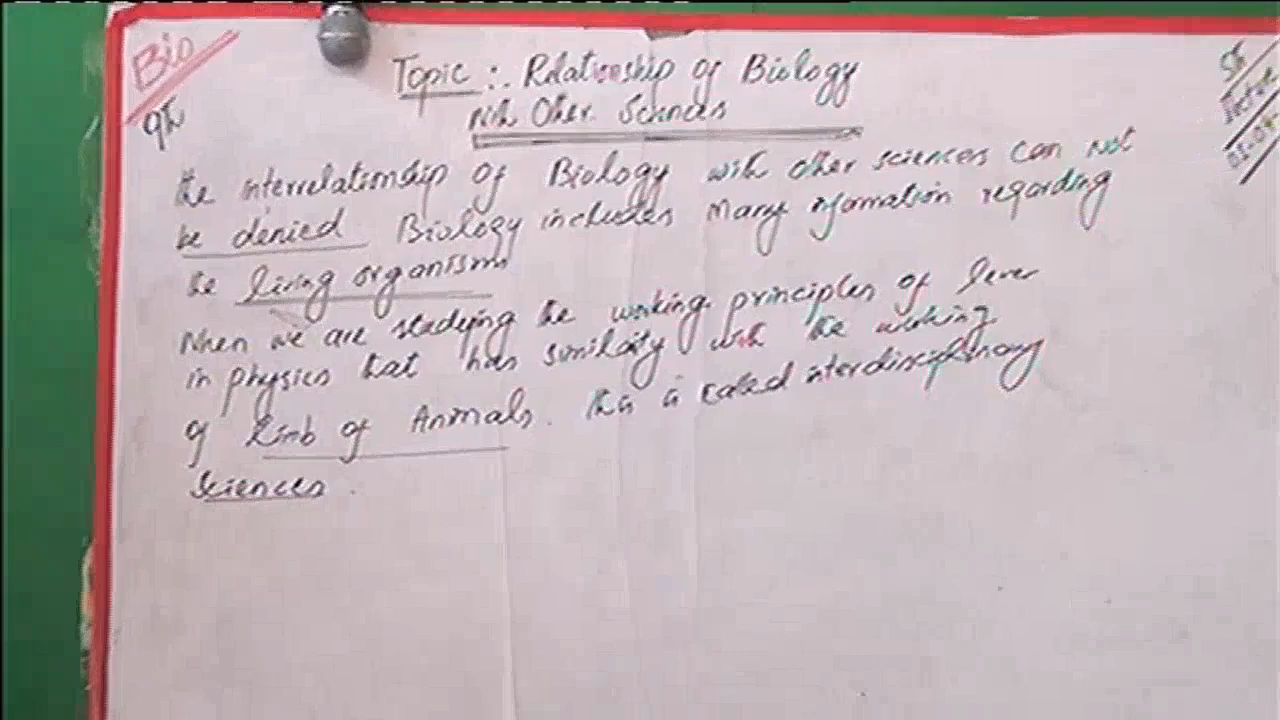 Bio
9th
Topic :. Relationship of Biology
With Other Sciences
5th
the interrelationship of Biology with other sciences can not
be denied Biology includes many information regarding
the living organism
When we are studying the working principles of lever
in physics that has similarity with the working
of Limb of Animals. this is called interdisciplinary
Sciences.